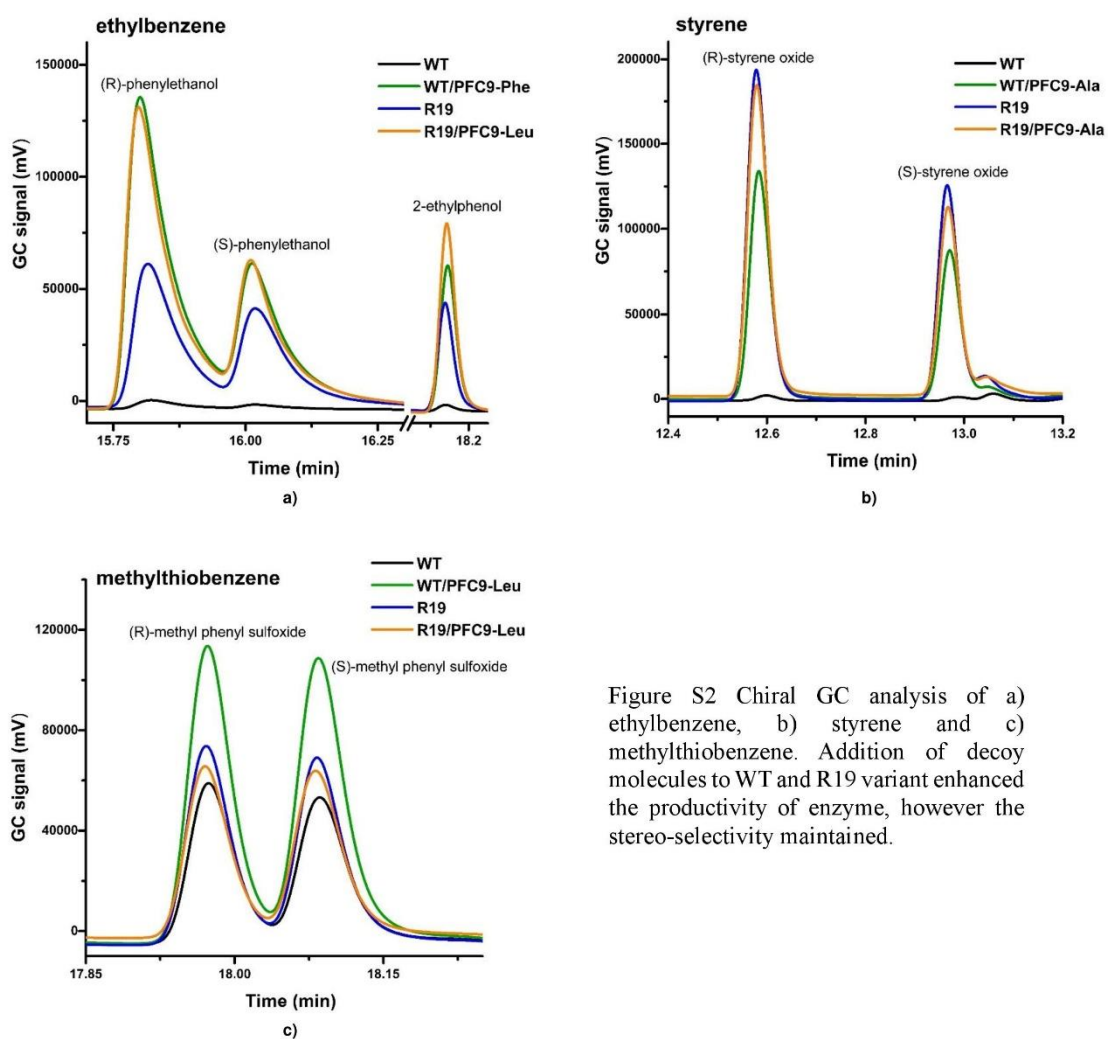 ethylbenzene
WT
WT/PFC9-Phe
R19
R19/PFC9-Leu
(R)-phenylethanol
(S)-phenylethanol
2-ethylphenol
150000
100000
50000
0
GC signal (mV)
15.75 16.00 16.25 18.2
Time (min)
a)
styrene
WT
WT/PFC9-Ala
R19
R19/PFC9-Ala
(R)-styrene oxide
(S)-styrene oxide
200000
150000
100000
50000
0
GC signal (mV)
12.4 12.6 12.8 13.0 13.2
Time (min)
b)
methylthiobenzene
WT
WT/PFC9-Leu
R19
R19/PFC9-Leu
(R)-methyl phenyl sulfoxide
(S)-methyl phenyl sulfoxide
120000
80000
40000
0
GC signal (mV)
17.85 18.00 18.15
Time (min)
c)
Figure S2 Chiral GC analysis of a)
ethylbenzene, b) styrene and c)
methylthiobenzene. Addition of decoy
molecules to WT and R19 variant enhanced
the productivity of enzyme, however the
stereo-selectivity maintained.